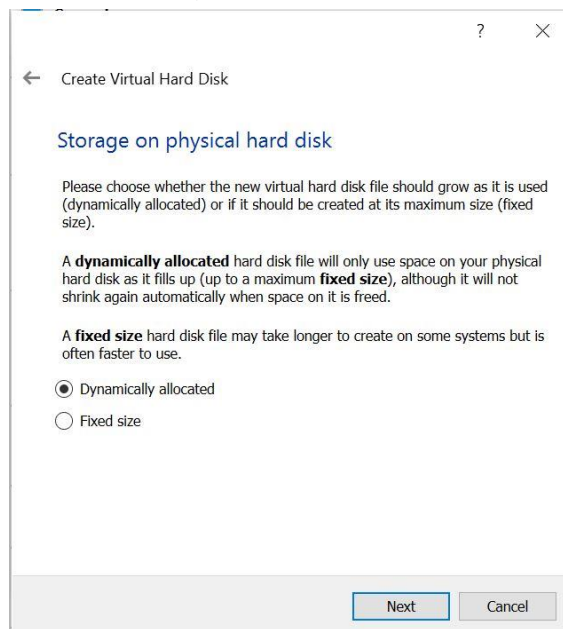 ?
Create Virtual Hard Disk
Storage on physical hard disk
Please choose whether the new virtual hard disk file should grow as it is used
(dynamically allocated) or if it should be created at its maximum size (fixed
size).
A dynamically allocated hard disk file will only use space on your physical
hard disk as it fills up (up to a maximum fixed size), although it will not
shrink again automatically when space on it is freed.
A fixed size hard disk file may take longer to create on some systems but is
often faster to use.
Dynamically allocated
Fixed size
Next Cancel